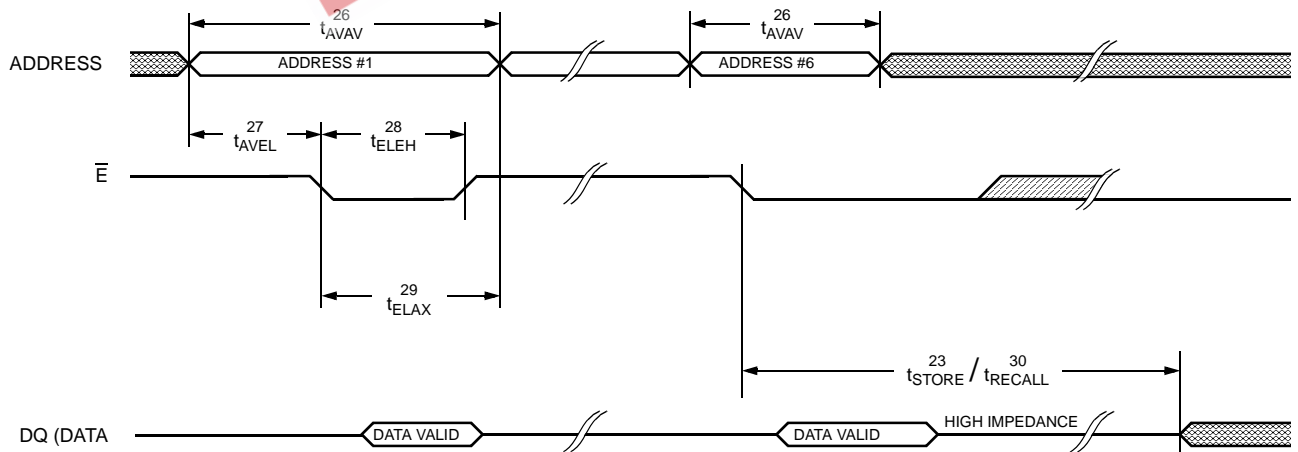 26 26
tAVAV tAVAV
ADDRESS ADDRESS #1 ADDRESS #6
27 28
tAVEL tELEH
E
29
tELAX
23 30
tSTORE / tRECALL
DQ (DATA DATA VALID DATA VALID HIGH IMPEDANCE